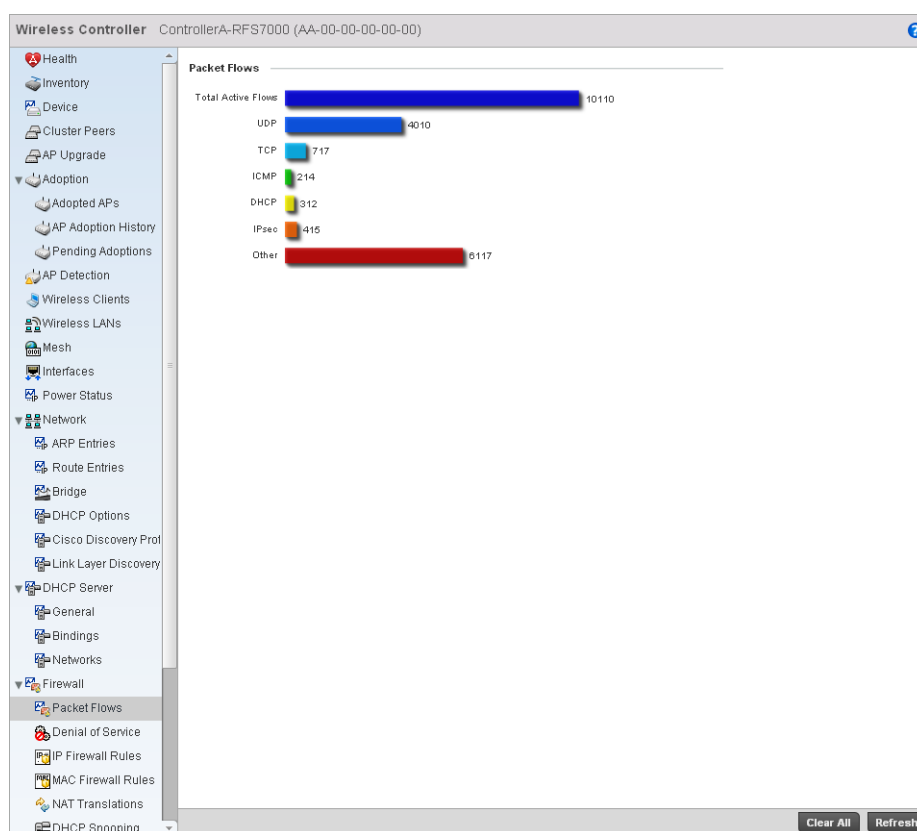 Wireless Controller ControllerA-RFS7000 (AA-00-00-00-00-00)
?
Health
Inventory
Device
Cluster Peers
AP Upgrade
Adoption
Adopted APs
AP Adoption History
Pending Adoptions
AP Detection
Wireless Clients
Wireless LANs
Mesh
Interfaces
Power Status
Network
ARP Entries
Route Entries
Bridge
DHCP Options
Cisco Discovery Prot
Link Layer Discovery
DHCP Server
General
Bindings
Networks
Firewall
Packet Flows
Denial of Service
IP Firewall Rules
MAC Firewall Rules
NAT Translations
DHCP Snooping
Packet Flows
Total Active Flows 10110
UDP 4010
TCP 717
ICMP 214
DHCP 312
IPsec 415
Other 6117
Clear All Refresh